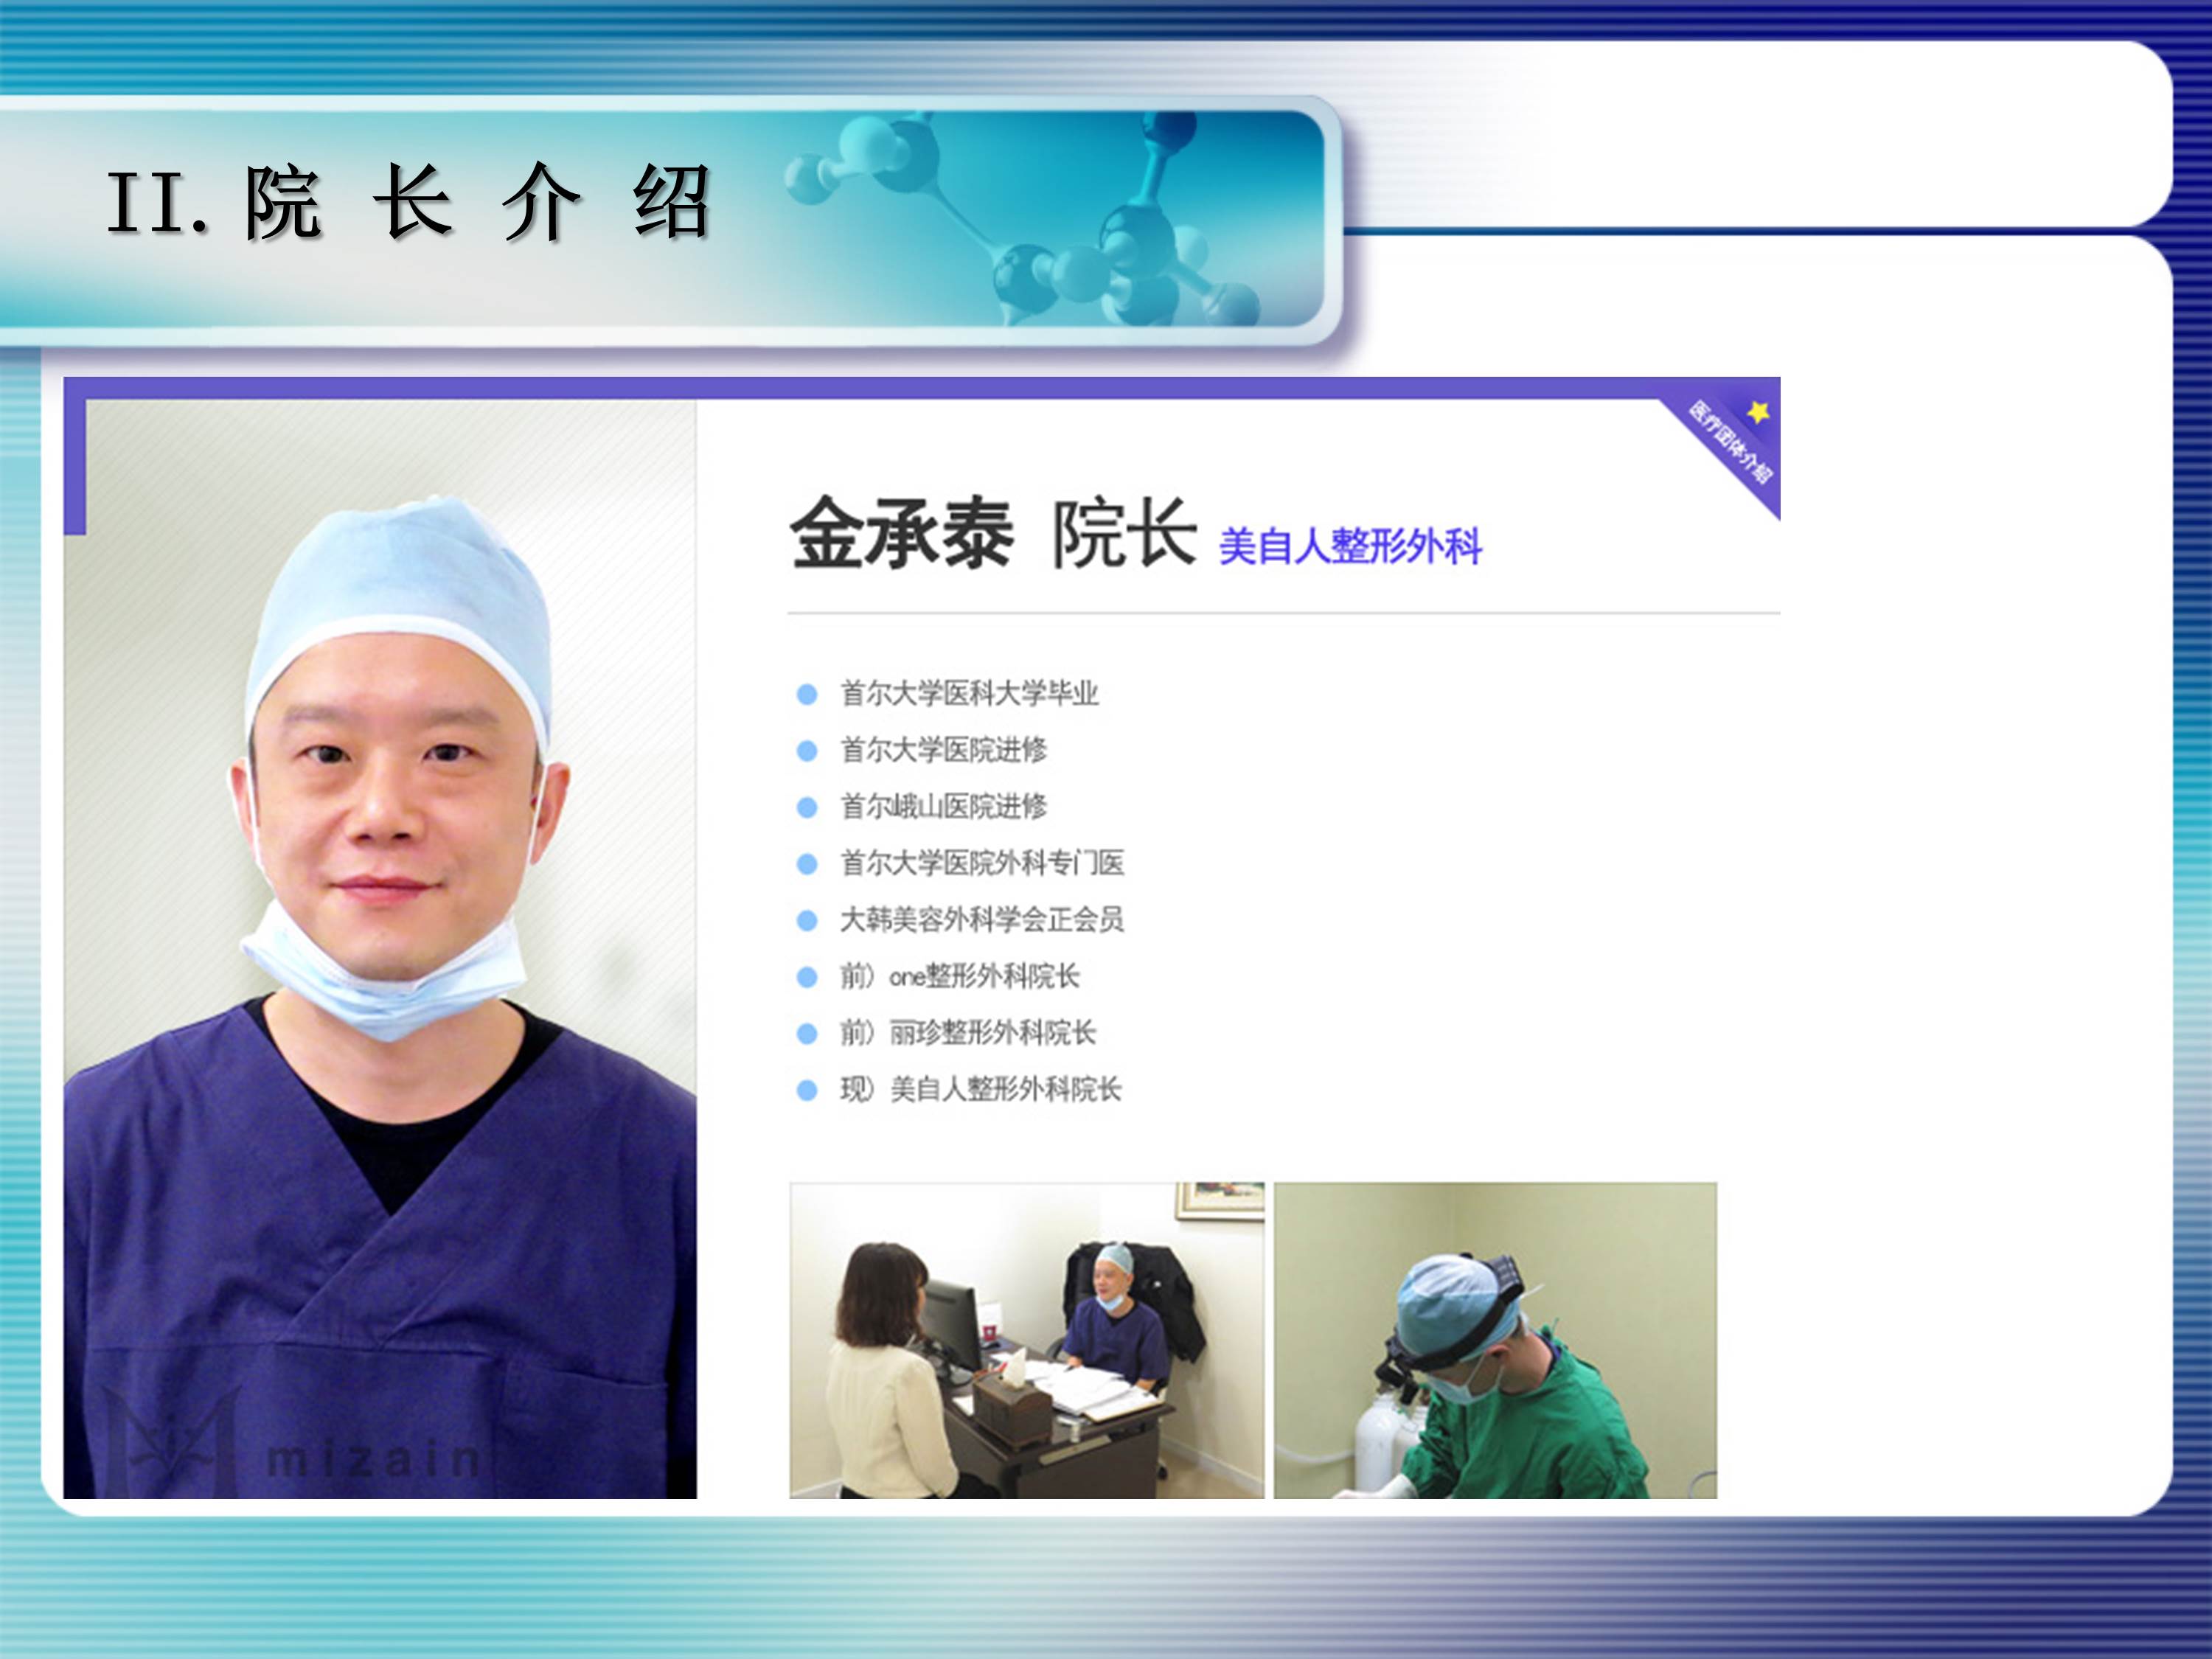 II. 院 长 介 绍
医疗团体介绍
金承泰 院长 美自人整形外科
首尔大学医科大学毕业
首尔大学医院进修
首尔峨山医院进修
首尔大学医院外科专门医
大韩美容外科学会正会员
前）one整形外科院长
前）丽珍整形外科院长
现）美自人整形外科院长
mizain